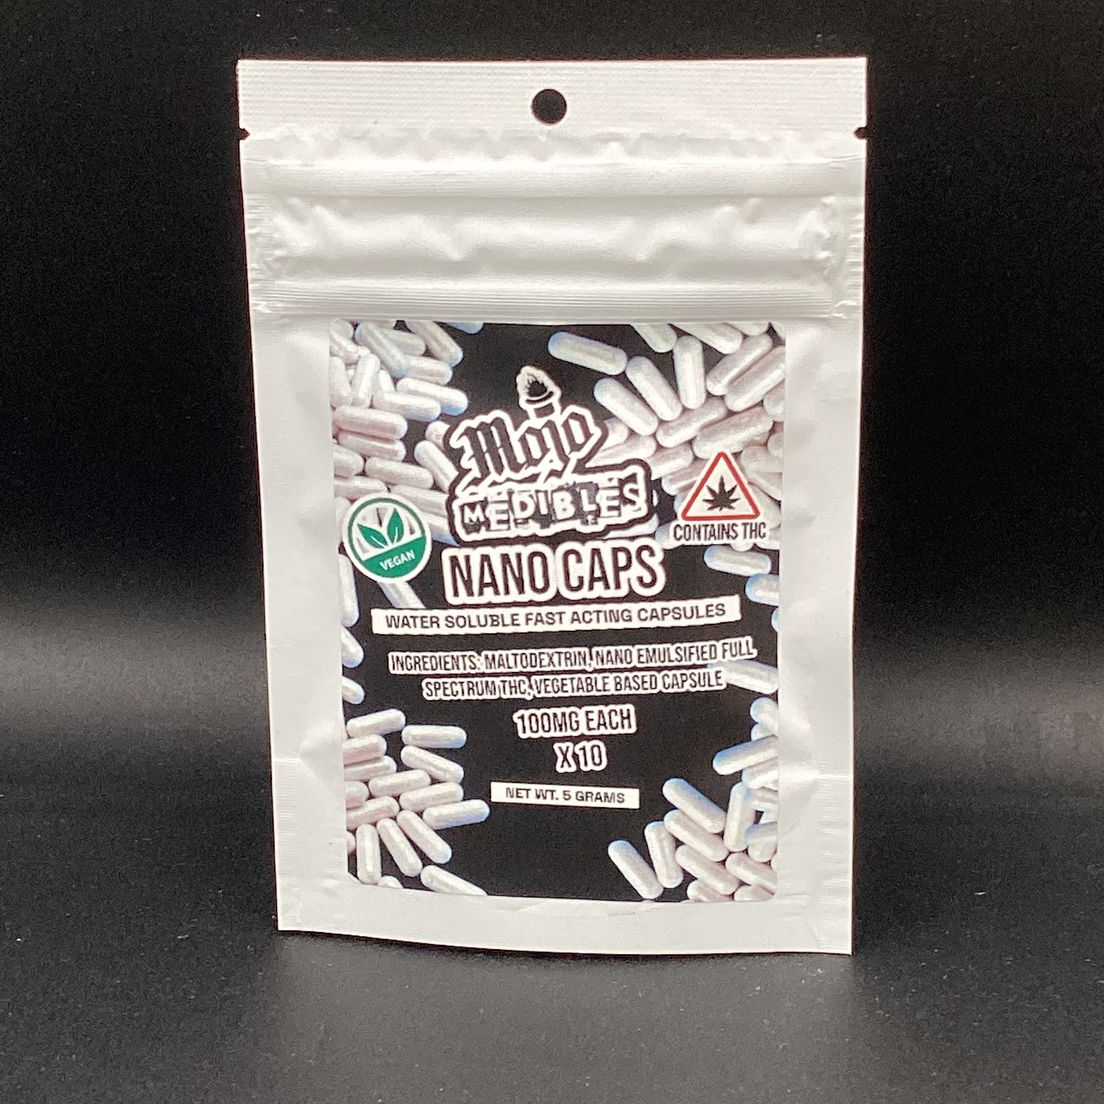 Mojo
MEDIBLES
VEGAN
CONTAINS THC
NANO CAPS
WATER SOLUBLE FAST ACTING CAPSULES
INGREDIENTS: MALTODEXTRIN, NANO EMULSIFIED FULL
SPECTRUM THC, VEGETABLE BASED CAPSULE
100MG EACH
X 10
NET WT. 5 GRAMS